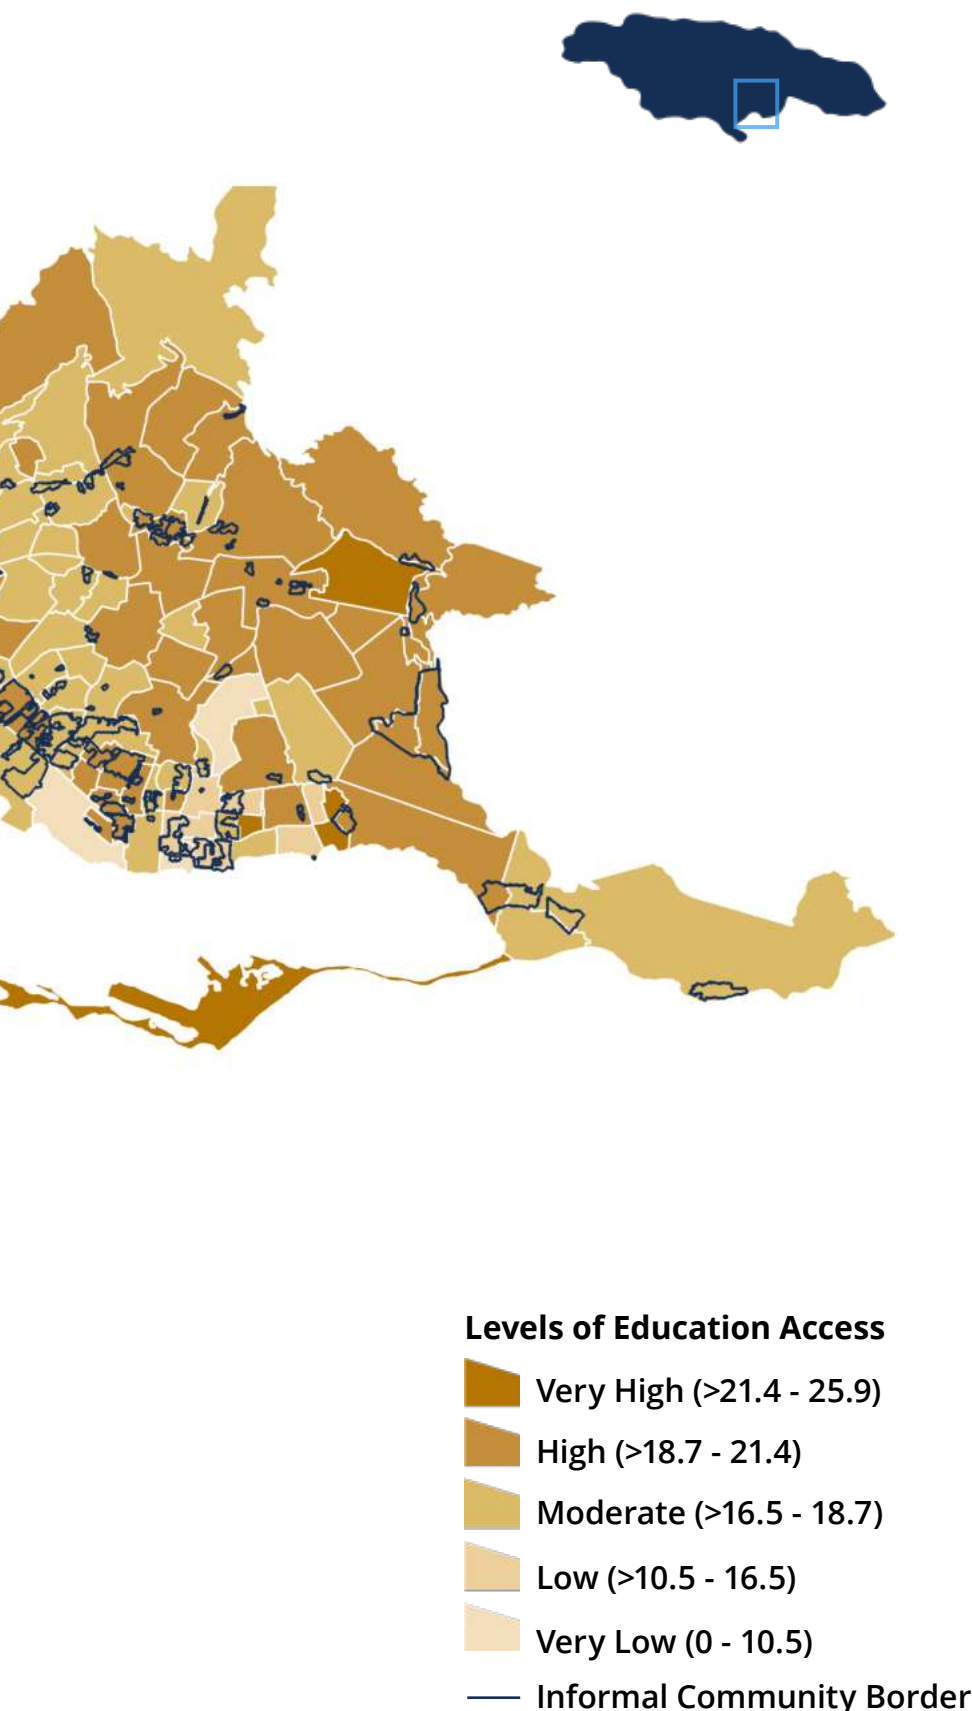 Levels of Education Access
Very High (>21.4 - 25.9)
High (>18.7 - 21.4)
Moderate (>16.5 - 18.7)
Low (>10.5 - 16.5)
Very Low (0 - 10.5)
Informal Community Border